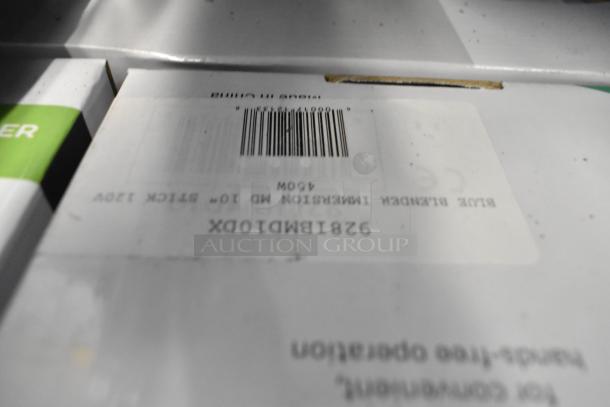 for convenient,
hands-free operation
928IBMD10DX
BLUE BLENDER IMMERSION MD 10" STICK 120V
450W
Made in China
ER
AUCTION GROUP